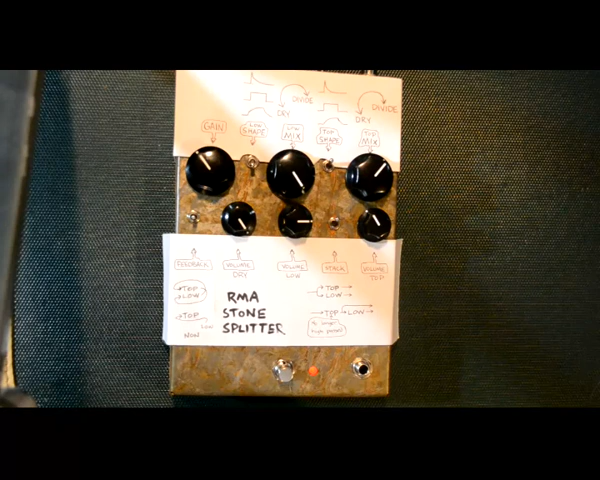 DIVIDE
DIVIDE
DRY
DRY
GAIN
LOW SHAPE
LOW MIX
TOP SHAPE
TOP MIX
FEEDBACK
VOLUME DRY
VOLUME LOW
STACK
VOLUME TOP
TOP
LOW
TOP
LOW
NON
RMA
STONE
SPLITTER
TOP
LOW
TOP LOW